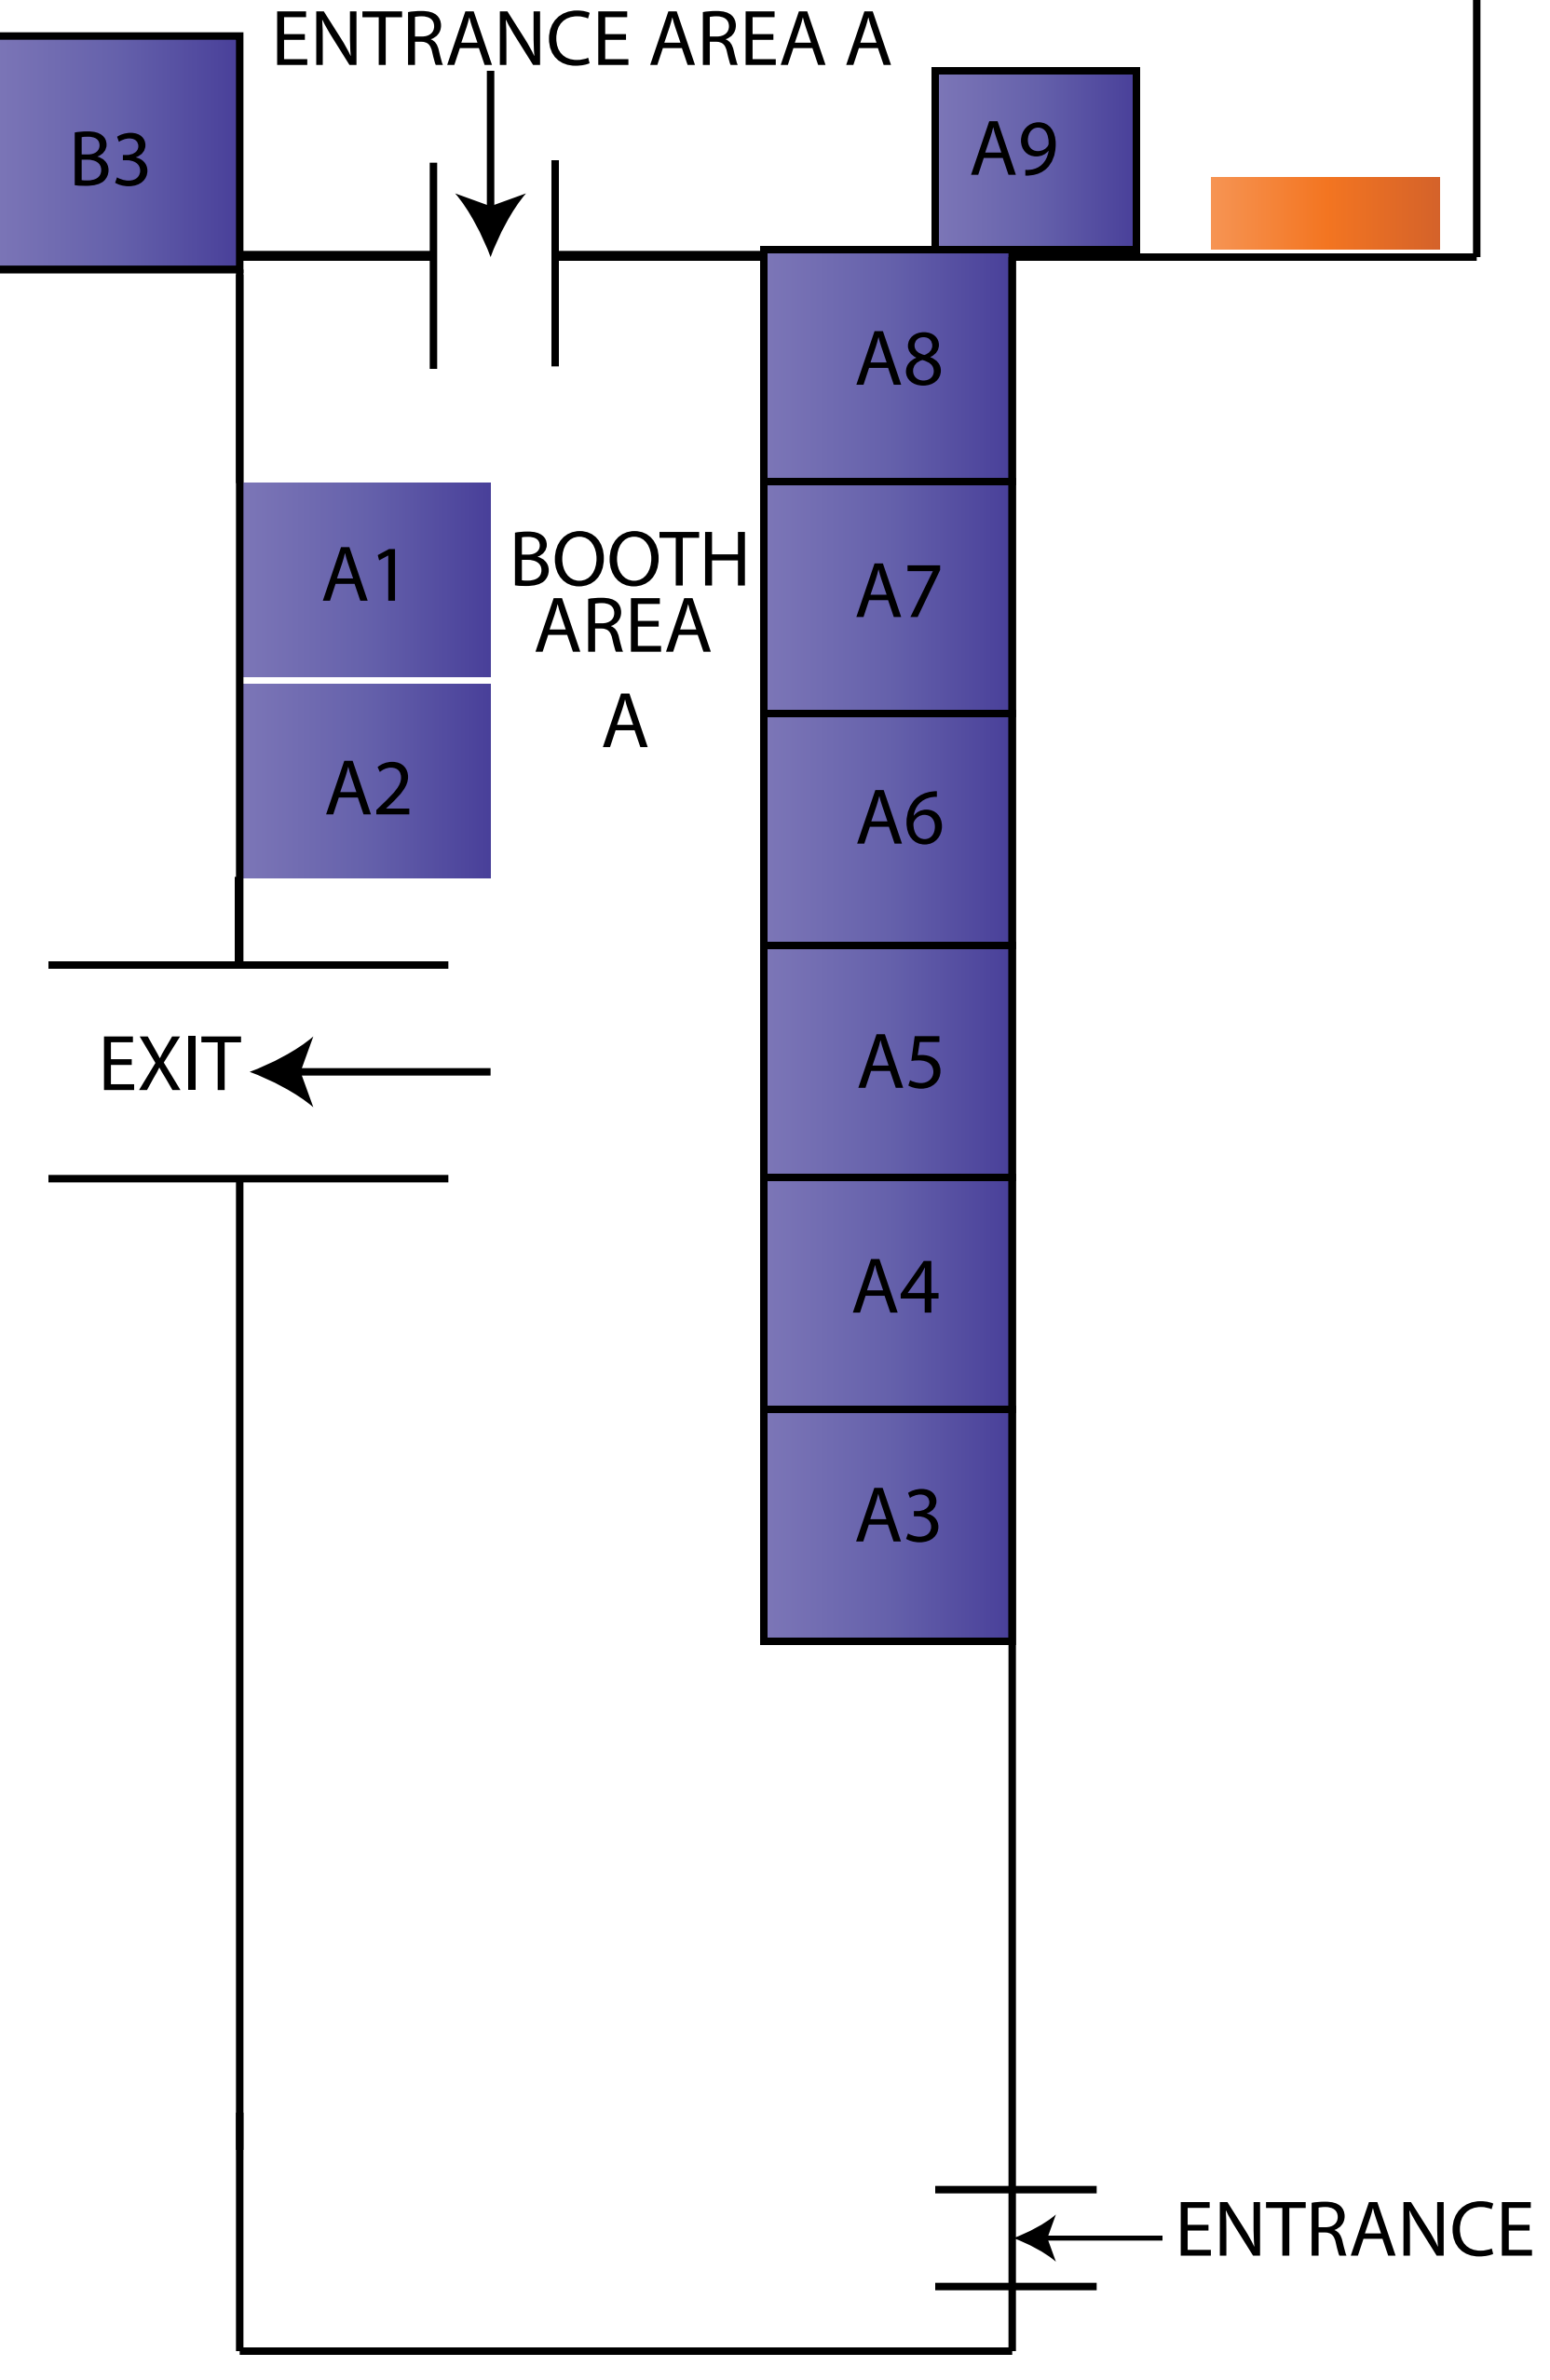 ENTRANCE AREA A
B3
A9
A8
A1
BOOTH
AREA
A
A7
A2
A6
EXIT
A5
A4
A3
ENTRANCE